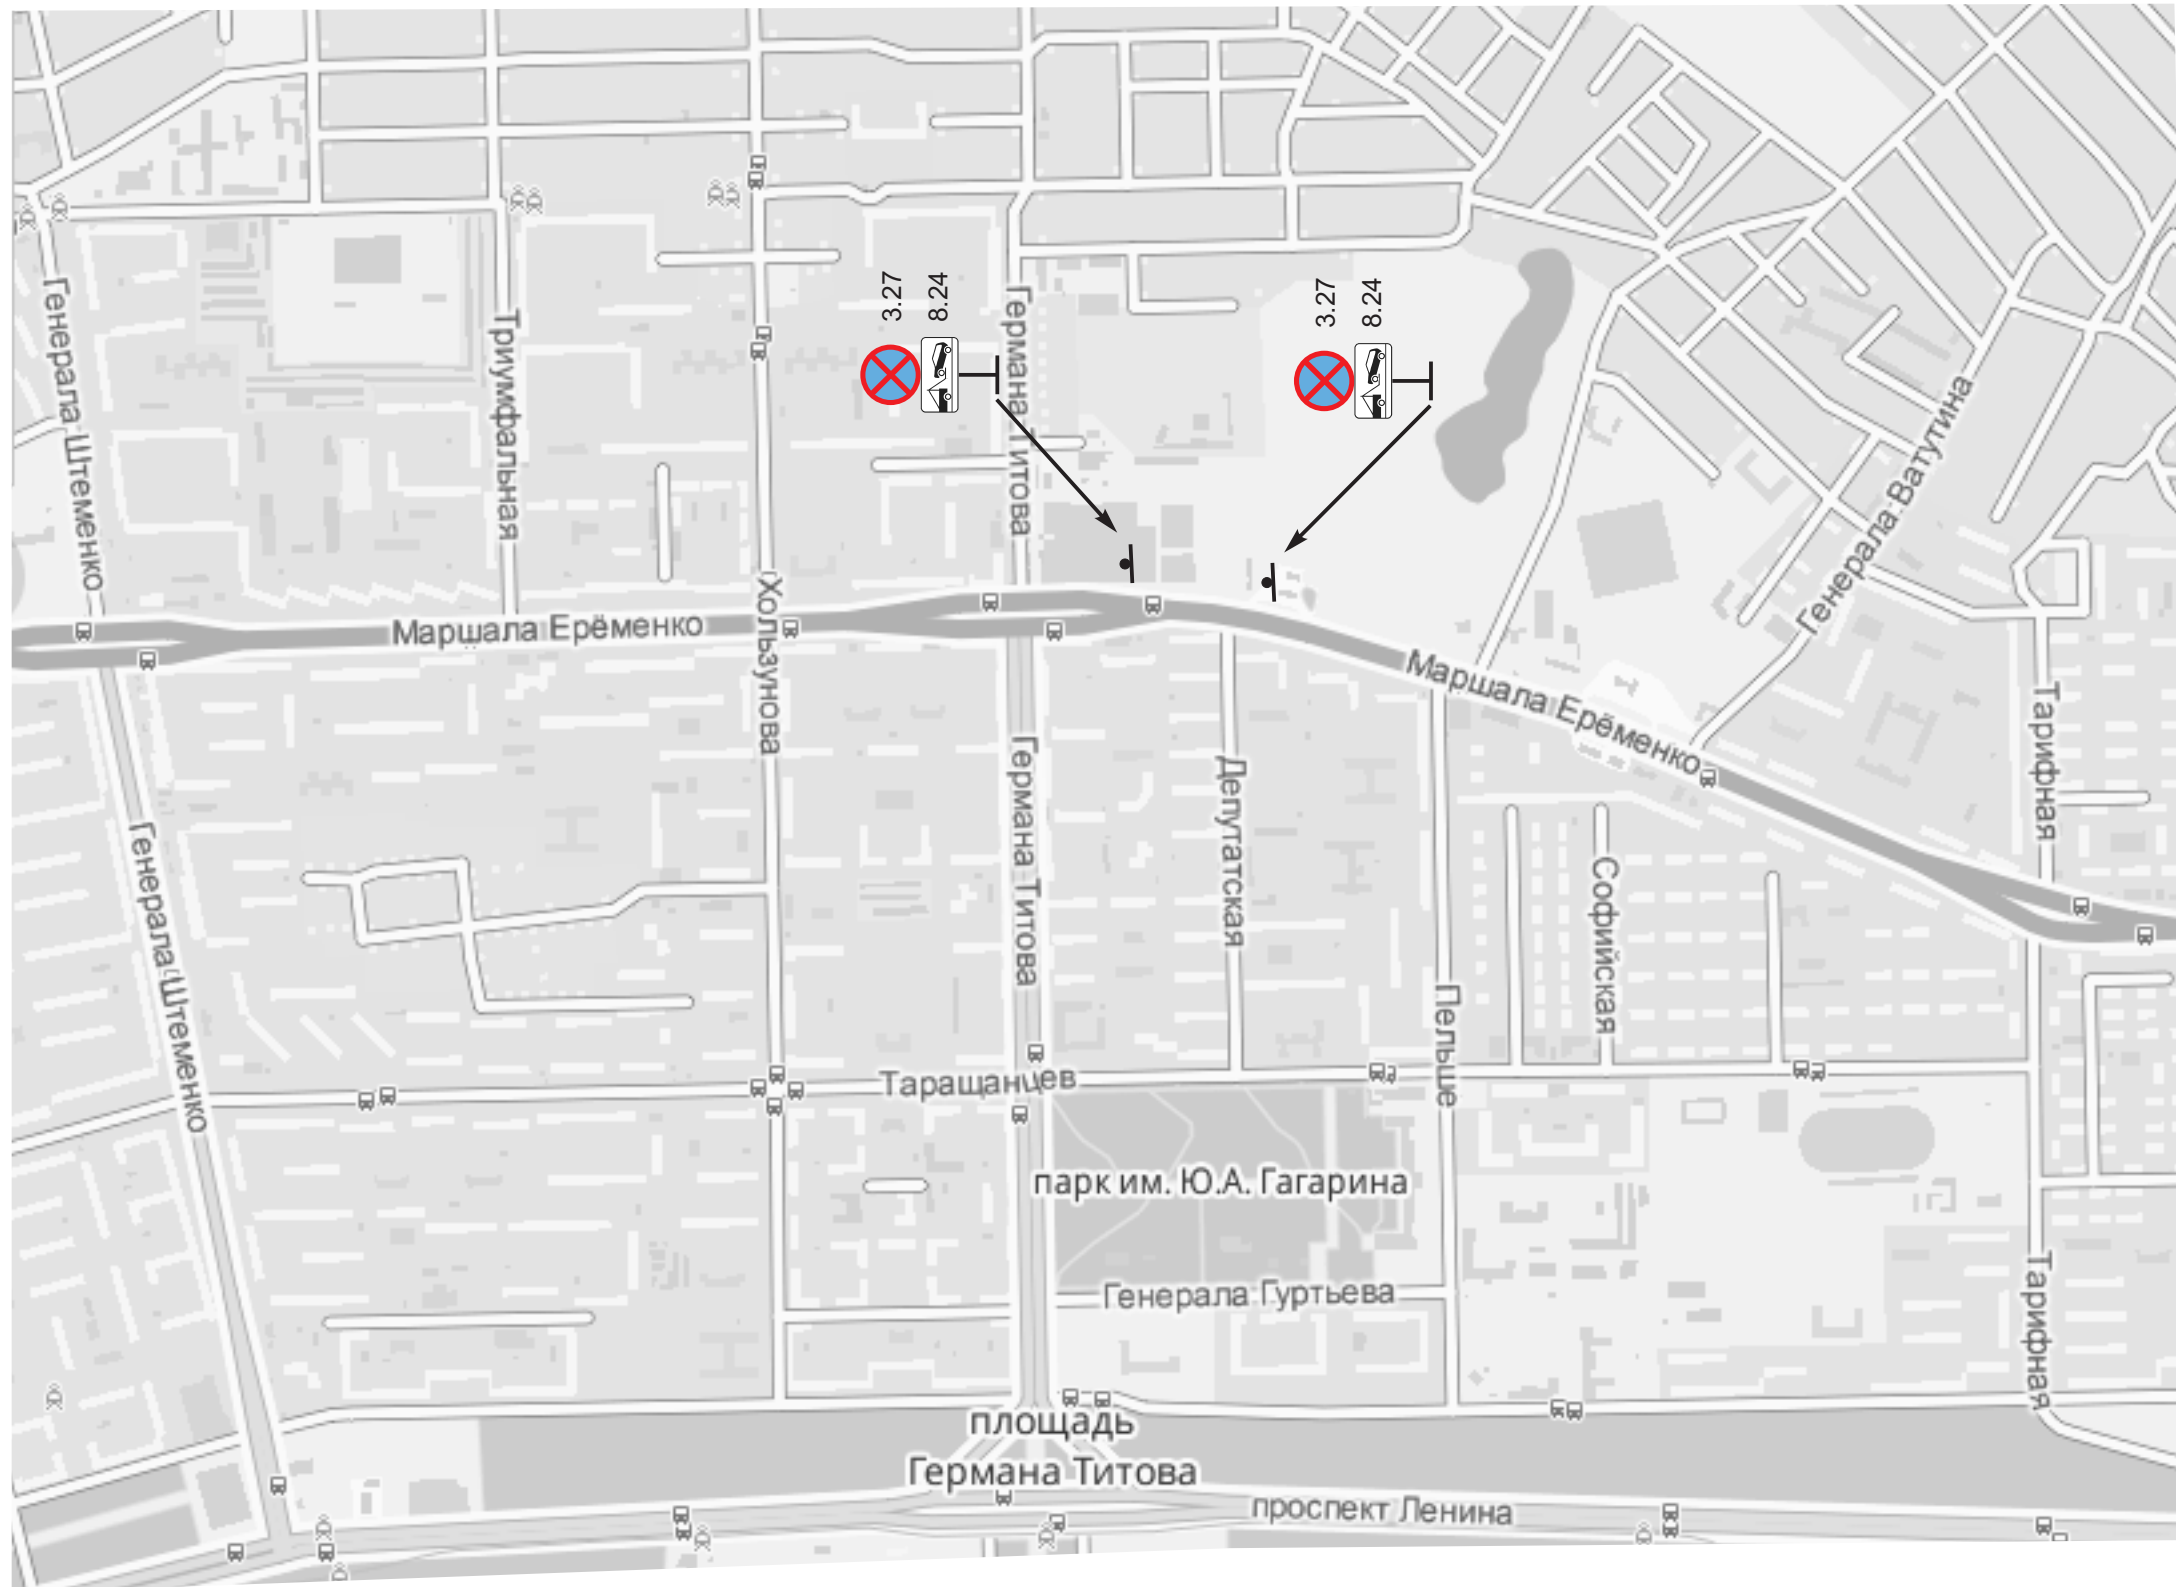 3.27
8.24
3.27
8.24
Генерала Штеменко
Триумфальная
Германа Титова
Генерала Ватутина
Маршала Ерёменко
Хользунова
Маршала Ерёменко
Тарифная
Германа Титова
Депутатская
Генерала Штеменко
Софийская
Пельше
Таращанцев
парк им. Ю.А. Гагарина
Генерала Гуртьева
Тарифная
площадь
Германа Титова
проспект Ленина